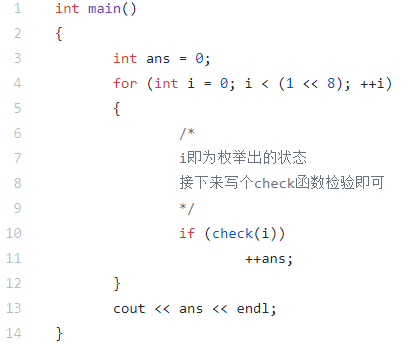 1 int main()
2 {
3 int ans = 0;
4 for (int i = 0; i < (1 << 8); ++i)
5 {
6 /*
7 i即为枚举出的状态
8 接下来写个check函数检验即可
9 */
10 if (check(i))
11 ++ans;
12 }
13 cout << ans << endl;
14 }